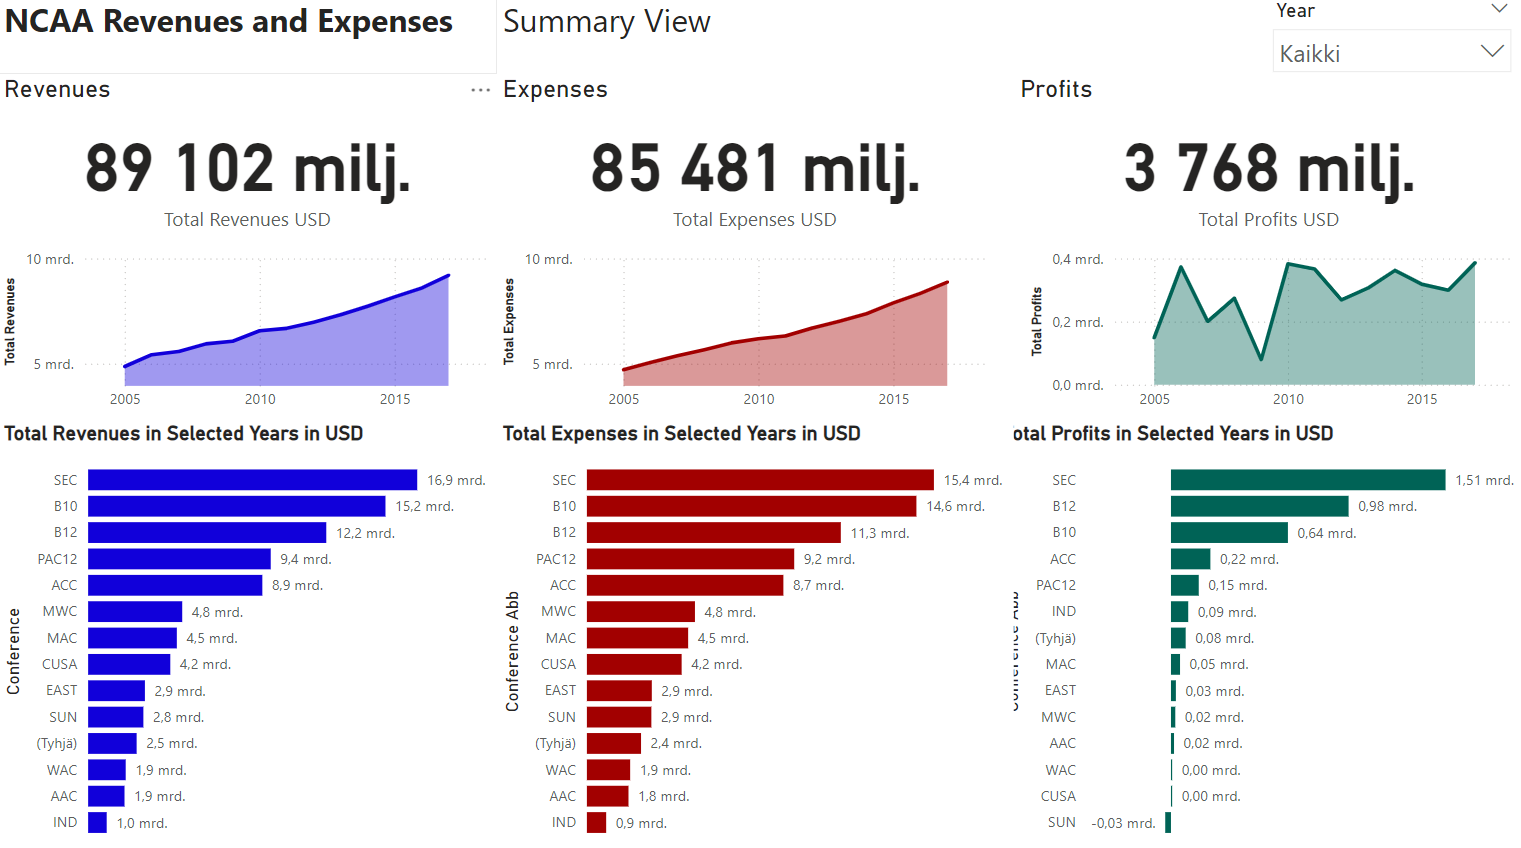 NCAA Revenues and Expenses
Summary View
Year
Kaikki
Revenues
89 102 milj.
Total Revenues USD
10 mrd.
5 mrd.
Total Revenues
2005 2010 2015
Expenses
85 481 milj.
Total Expenses USD
10 mrd.
5 mrd.
Total Expenses
2005 2010 2015
Profits
3 768 milj.
Total Profits USD
0,4 mrd.
0,2 mrd.
0,0 mrd.
Total Profits
2005 2010 2015
Total Revenues in Selected Years in USD
Conference
SEC 16,9 mrd.
B10 15,2 mrd.
B12 12,2 mrd.
PAC12 9,4 mrd.
ACC 8,9 mrd.
MWC 4,8 mrd.
MAC 4,5 mrd.
CUSA 4,2 mrd.
EAST 2,9 mrd.
SUN 2,8 mrd.
(Tyhjä) 2,5 mrd.
WAC 1,9 mrd.
AAC 1,9 mrd.
IND 1,0 mrd.
Total Expenses in Selected Years in USD
Conference Abb
SEC 15,4 mrd.
B10 14,6 mrd.
B12 11,3 mrd.
PAC12 9,2 mrd.
ACC 8,7 mrd.
MWC 4,8 mrd.
MAC 4,5 mrd.
CUSA 4,2 mrd.
EAST 2,9 mrd.
SUN 2,9 mrd.
(Tyhjä) 2,4 mrd.
WAC 1,9 mrd.
AAC 1,8 mrd.
IND 0,9 mrd.
otal Profits in Selected Years in USD
Conference Abb
SEC 1,51 mrd.
B12 0,98 mrd.
B10 0,64 mrd.
ACC 0,22 mrd.
PAC12 0,15 mrd.
IND 0,09 mrd.
(Tyhjä) 0,08 mrd.
MAC 0,05 mrd.
EAST 0,03 mrd.
MWC 0,02 mrd.
AAC 0,02 mrd.
WAC 0,00 mrd.
CUSA 0,00 mrd.
SUN -0,03 mrd.